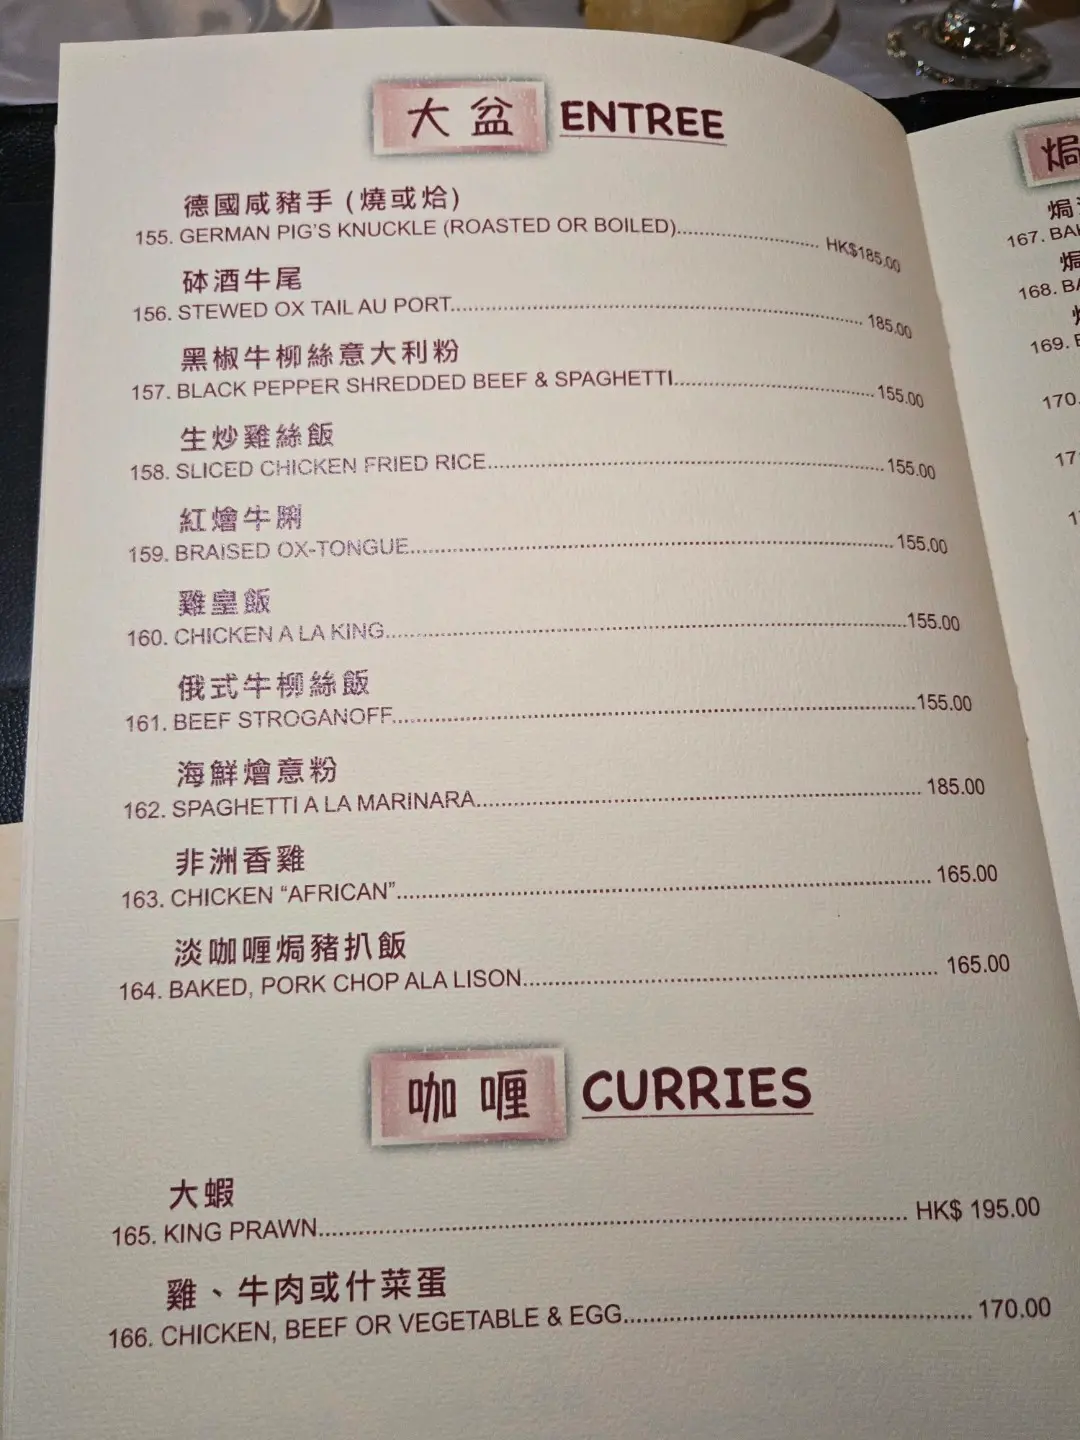 大盆 ENTREE
德國咸豬手 (燒或烚)
155. GERMAN PIG'S KNUCKLE (ROASTED OR BOILED)........................ HK$185.00
砵酒牛尾
156. STEWED OX TAIL AU PORT........................ 185.00
黑椒牛柳絲意大利粉
157. BLACK PEPPER SHREDDED BEEF & SPAGHETTI........................ 155.00
生炒雞絲飯
158. SLICED CHICKEN FRIED RICE........................ 155.00
紅燴牛脷
159. BRAISED OX-TONGUE........................ 155.00
雞皇飯
160. CHICKEN A LA KING........................ 155.00
俄式牛柳絲飯
161. BEEF STROGANOFF........................ 155.00
海鮮燴意粉
162. SPAGHETTI A LA MARINARA........................ 185.00
非洲香雞
163. CHICKEN “AFRICAN”........................ 165.00
淡咖喱焗豬扒飯
164. BAKED, PORK CHOP ALA LISON........................ 165.00
咖喱 CURRIES
大蝦
165. KING PRAWN........................ HK$ 195.00
雞、牛肉或什菜蛋
166. CHICKEN, BEEF OR VEGETABLE & EGG........................ 170.00
焗
焗
167.
焗
168.
169.
170.